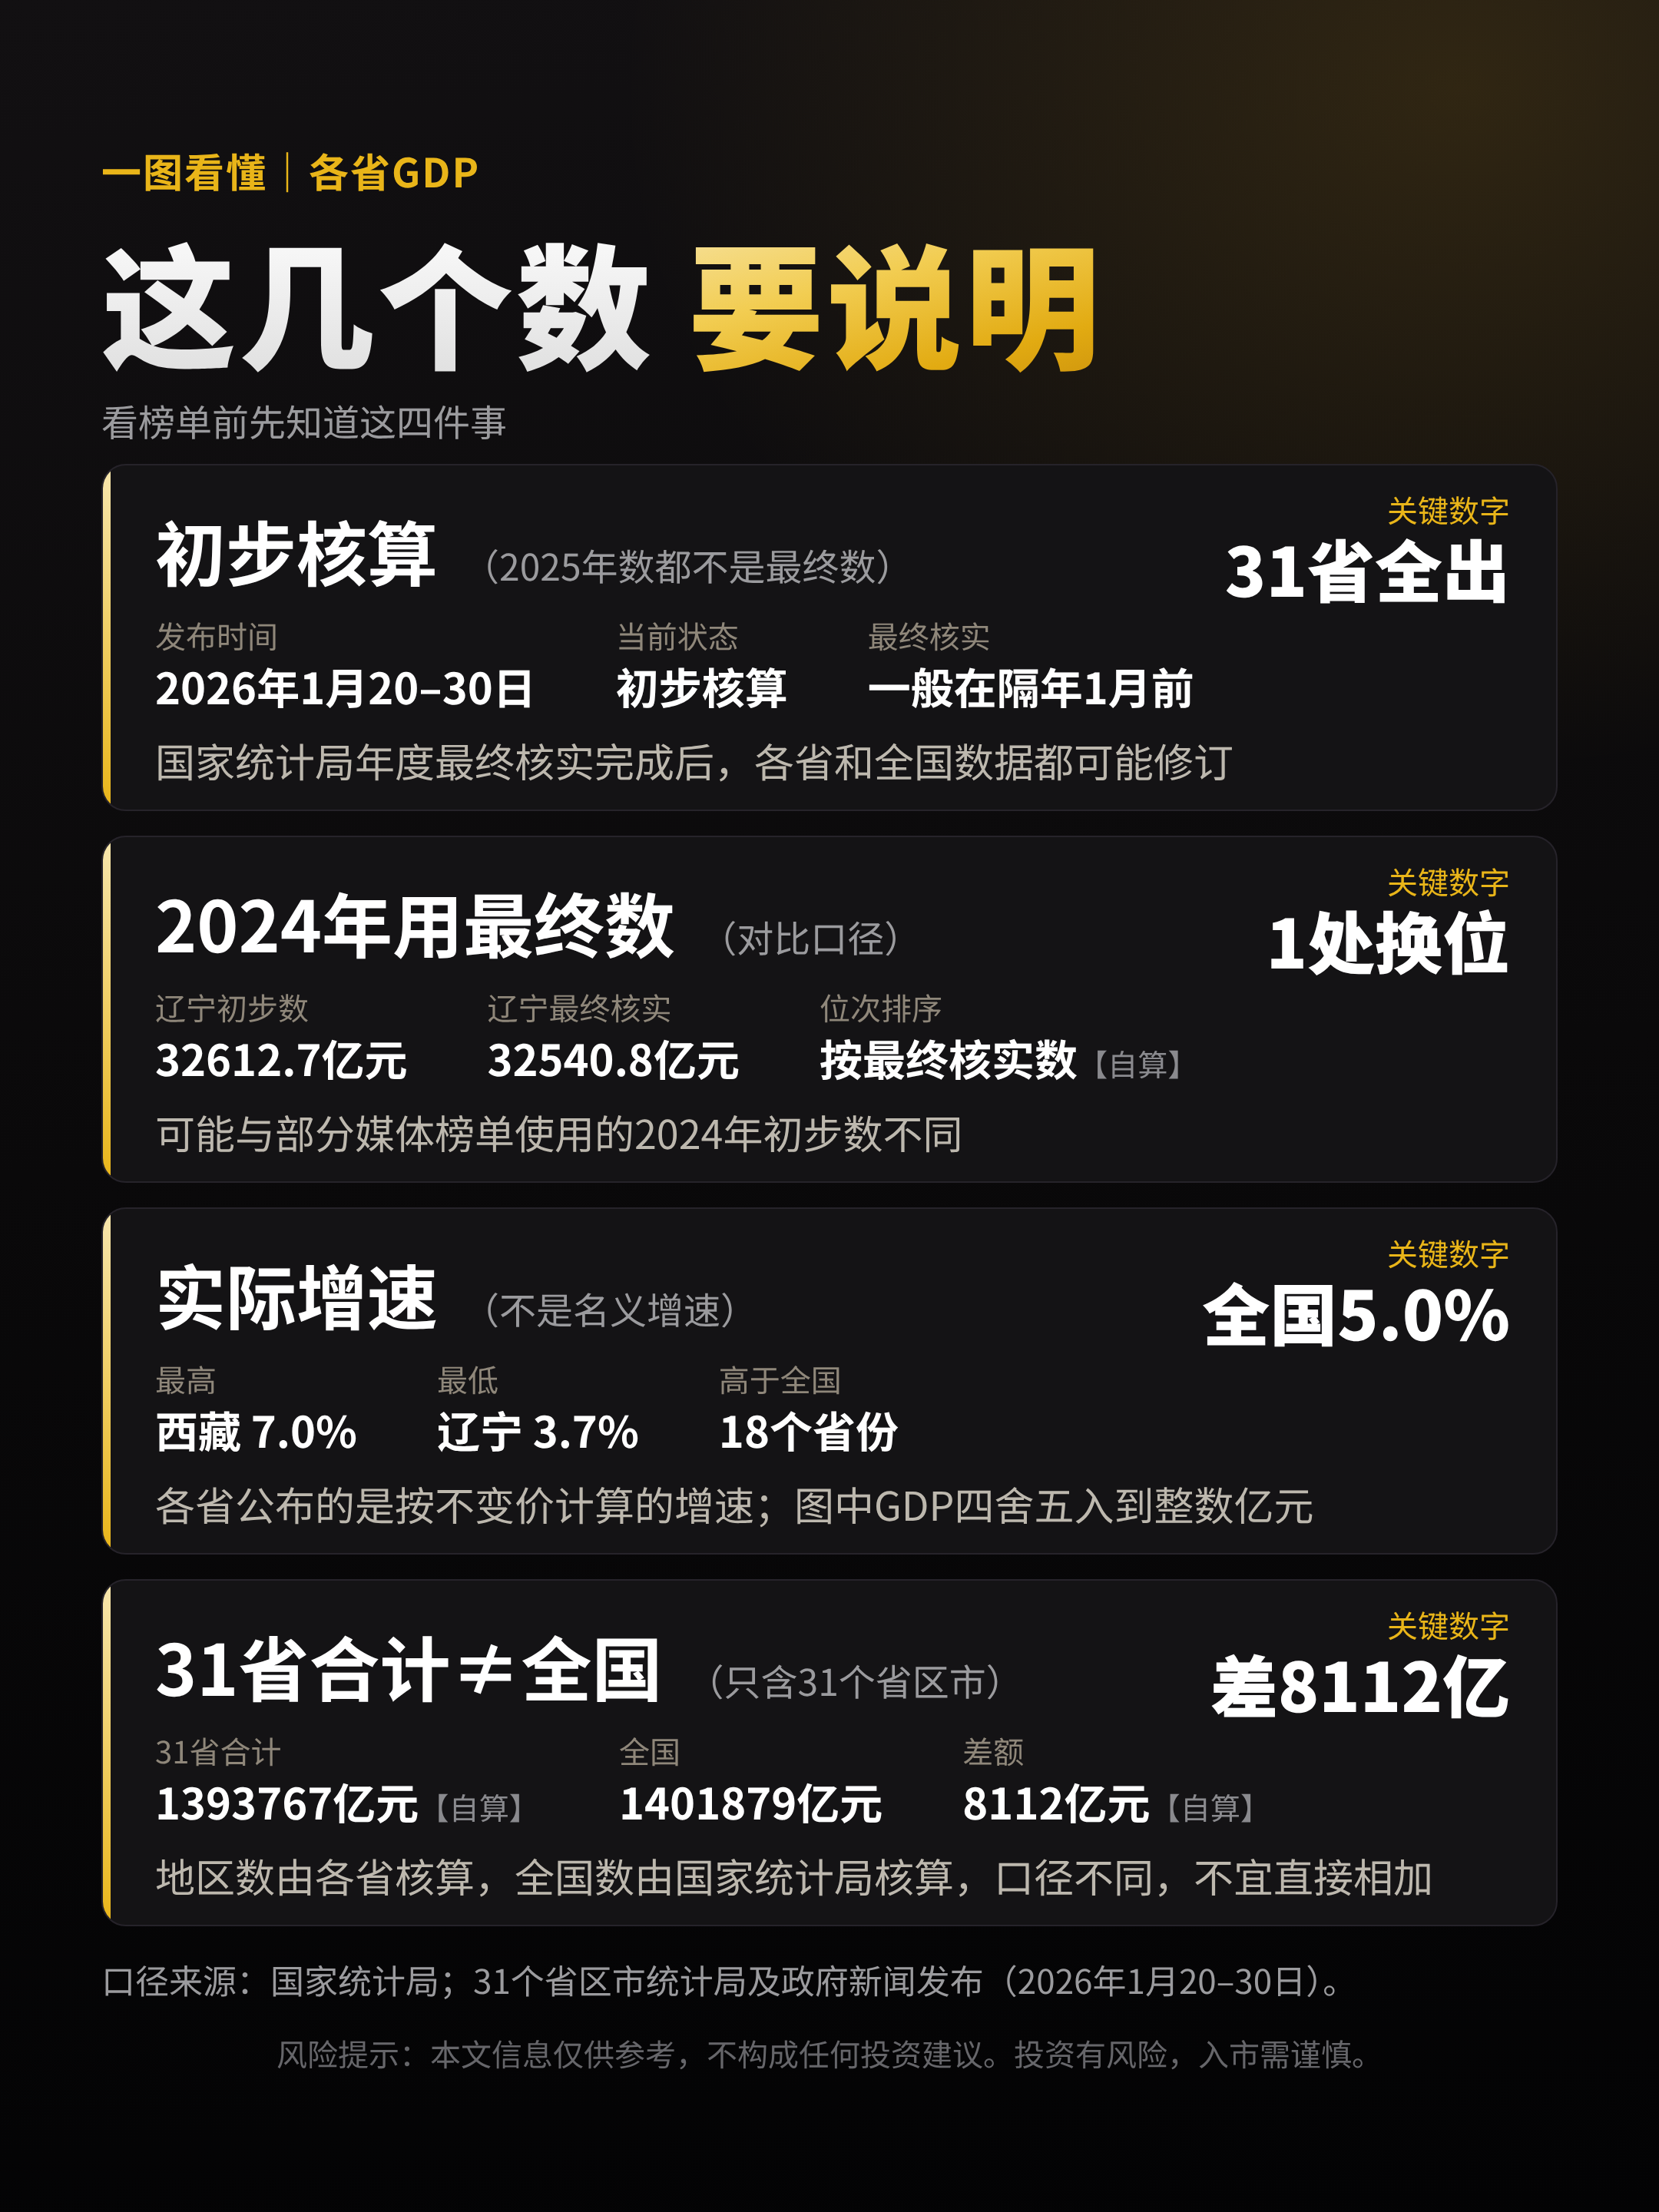 一图看懂｜各省GDP
这几个数 要说明
看榜单前先知道这四件事
初步核算 （2025年数都不是最终数）
关键数字
31省全出
发布时间 当前状态 最终核实
2026年1月20–30日 初步核算 一般在隔年1月前
国家统计局年度最终核实完成后，各省和全国数据都可能修订
2024年用最终数 （对比口径）
关键数字
1处换位
辽宁初步数 辽宁最终核实 位次排序
32612.7亿元 32540.8亿元 按最终核实数【自算】
可能与部分媒体榜单使用的2024年初步数不同
实际增速 （不是名义增速）
关键数字
全国5.0%
最高 最低 高于全国
西藏 7.0% 辽宁 3.7% 18个省份
各省公布的是按不变价计算的增速；图中GDP四舍五入到整数亿元
31省合计≠全国 （只含31个省区市）
关键数字
差8112亿
31省合计 全国 差额
1393767亿元【自算】 1401879亿元 8112亿元【自算】
地区数由各省核算，全国数由国家统计局核算，口径不同，不宜直接相加
口径来源：国家统计局；31个省区市统计局及政府新闻发布（2026年1月20–30日）。
风险提示：本文信息仅供参考，不构成任何投资建议。投资有风险，入市需谨慎。